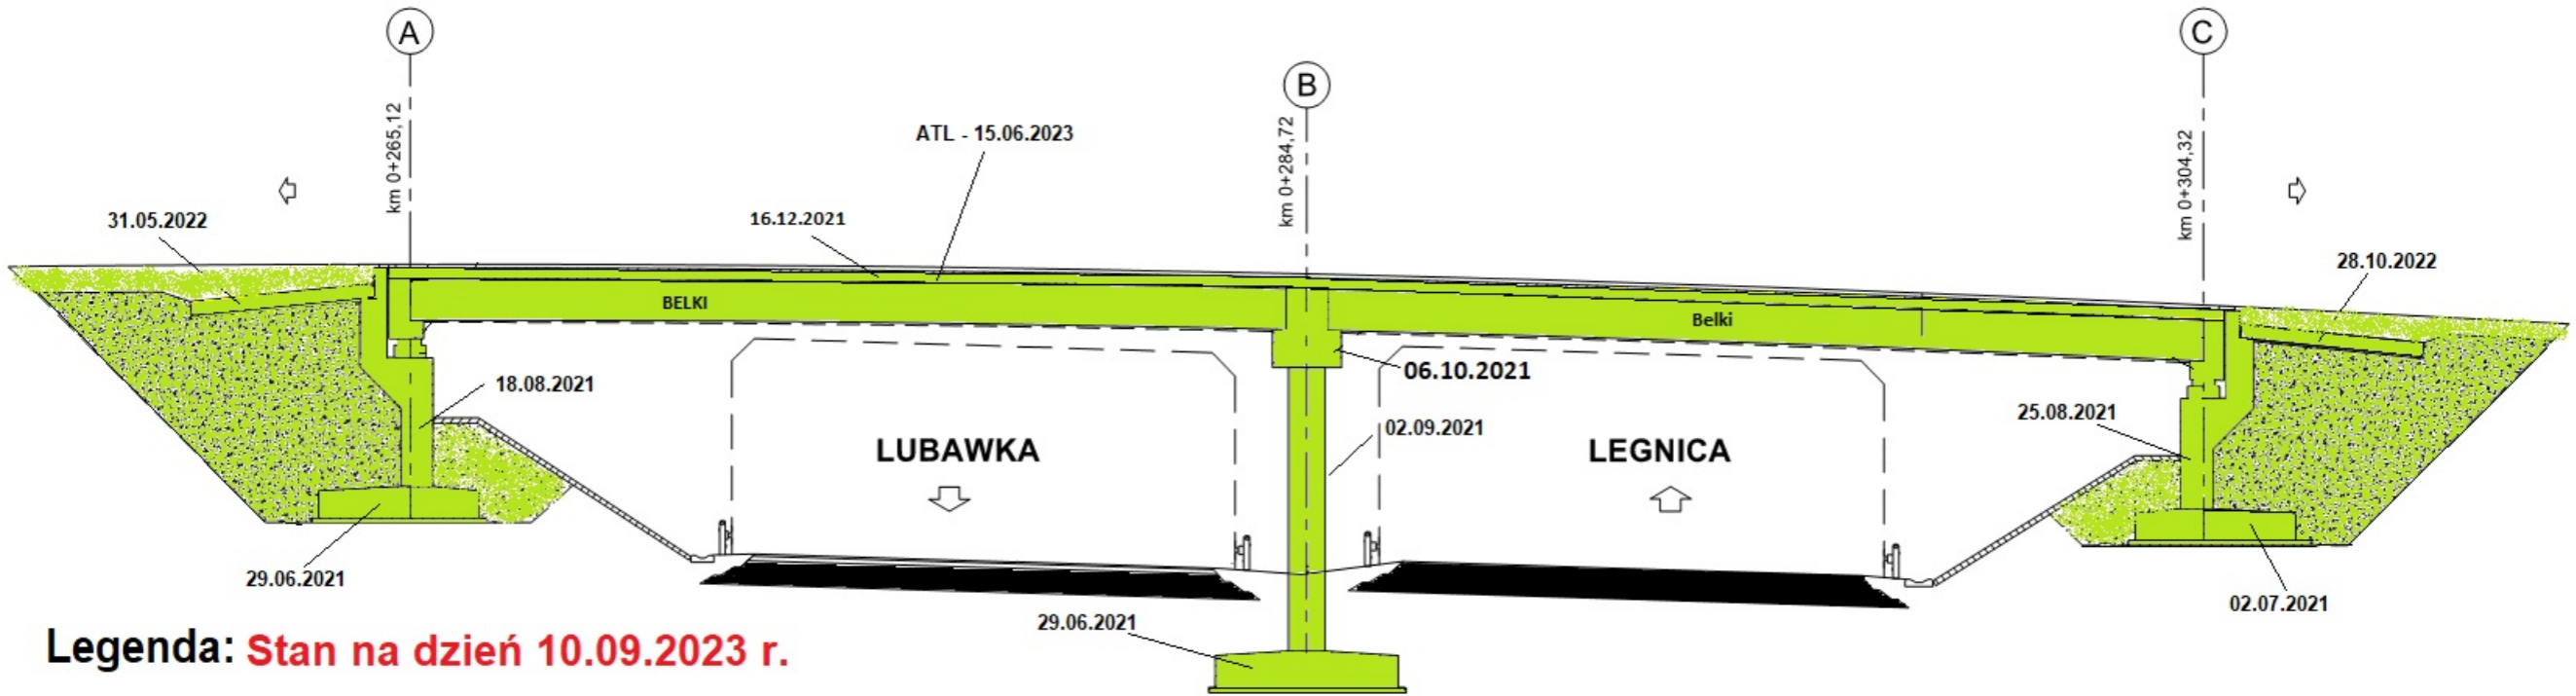 A
B
C
km 0+265,12
km 0+284,72
km 0+304,32
ATL - 15.06.2023
31.05.2022
16.12.2021
28.10.2022
BELKI
Belki
06.10.2021
18.08.2021
25.08.2021
02.09.2021
LUBAWKA
LEGNICA
29.06.2021
02.07.2021
29.06.2021
Legenda: Stan na dzień 10.09.2023 r.